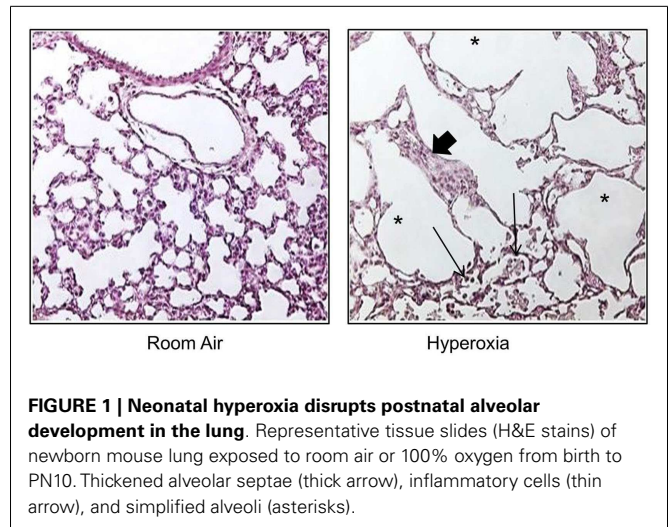 *
*
*
Room Air
Hyperoxia
FIGURE 1 | Neonatal hyperoxia disrupts postnatal alveolar
development in the lung. Representative tissue slides (H&E stains) of
newborn mouse lung exposed to room air or 100% oxygen from birth to
PN10. Thickened alveolar septae (thick arrow), inflammatory cells (thin
arrow), and simplified alveoli (asterisks).